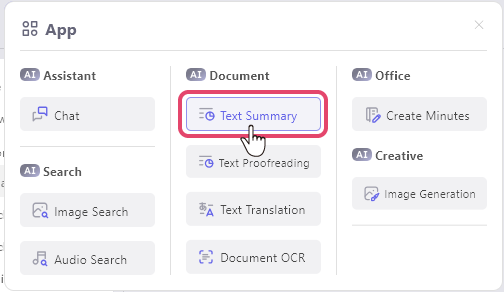 App
AI Assistant
Chat
AI Search
Image Search
Audio Search
AI Document
Text Summary
Text Proofreading
Text Translation
Document OCR
AI Office
Create Minutes
AI Creative
Image Generation